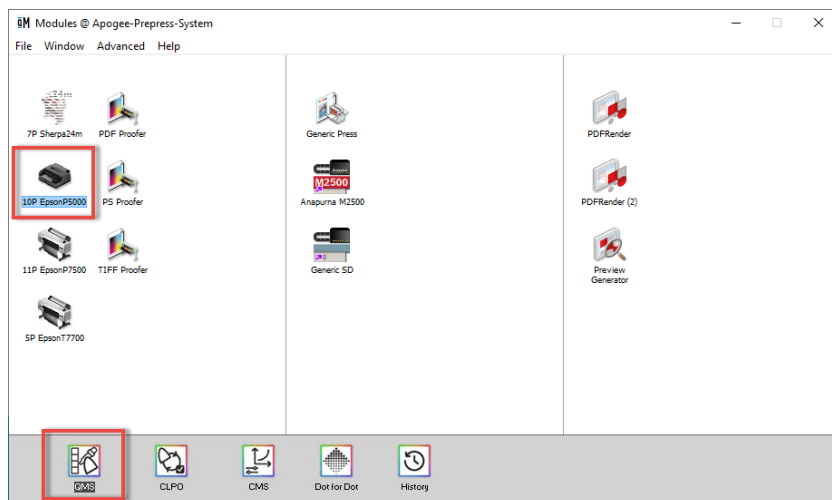 QM Modules @ Apogee-Prepress-System
File Window Advanced Help
7P Sherpa24m PDF Proofer Generic Press PDFRender
10P EpsonP5000 PS Proofer M2500 Anapurna M2500 PDFRender (2)
11P EpsonP7500 TIFF Proofer Generic SD Preview
Generator
5P EpsonT7700
QMS CLPO CMS Dot for Dot History